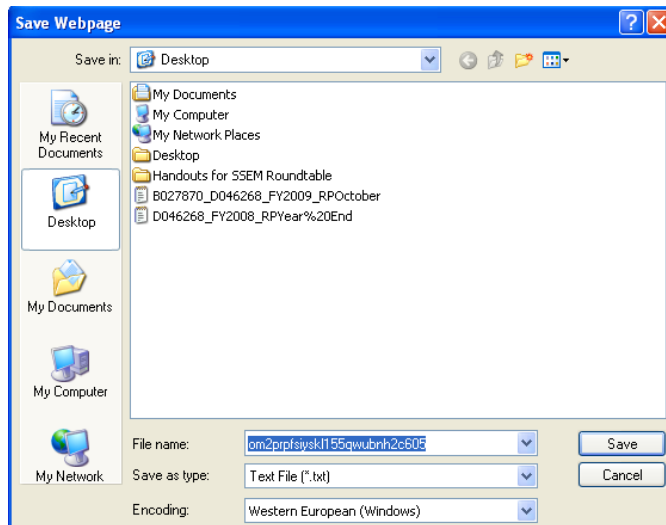 Save Webpage
Save in:
Desktop
My Recent
Documents
Desktop
My Documents
My Computer
My Network
My Documents
My Computer
My Network Places
Desktop
Handouts for SSEM Roundtable
B027870_D046268_FY2009_RPOctober
D046268_FY2008_RPYear%20End
File name:
om2prpfsiyskl155qwubnh2c605
Save
Save as type:
Text File (*.txt)
Cancel
Encoding:
Western European (Windows)